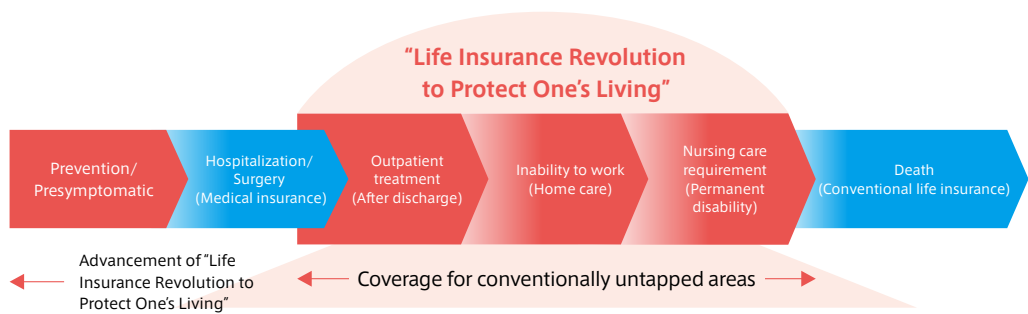 “Life Insurance Revolution
to Protect One’s Living”
Prevention/
Presymptomatic
Hospitalization/
Surgery
(Medical insurance)
Outpatient
treatment
(After discharge)
Inability to work
(Home care)
Nursing care
requirement
(Permanent
disability)
Death
(Conventional life insurance)
Advancement of “Life
Insurance Revolution to
Protect One’s Living”
Coverage for conventionally untapped areas